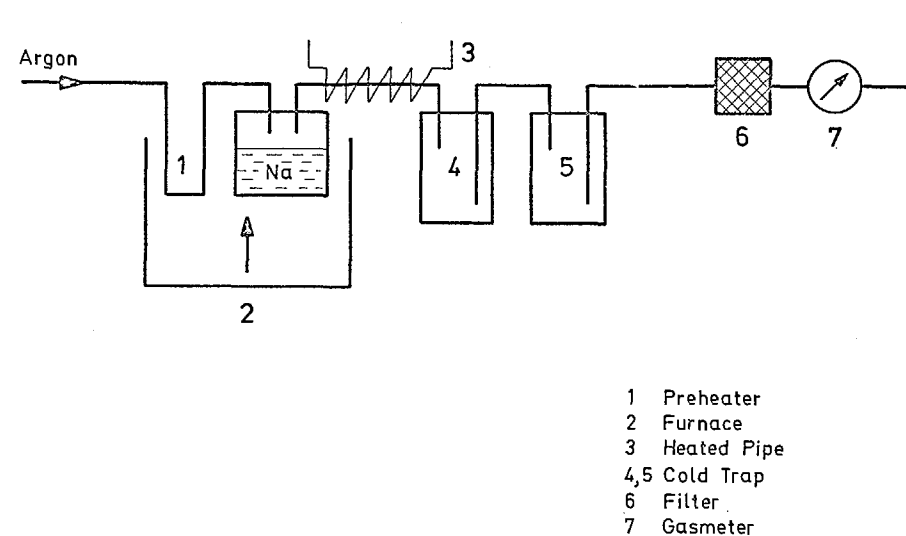 Argon
3
1
Na
4
5
6
7
2
1 Preheater
2 Furnace
3 Heated Pipe
4,5 Cold Trap
6 Filter
7 Gasmeter